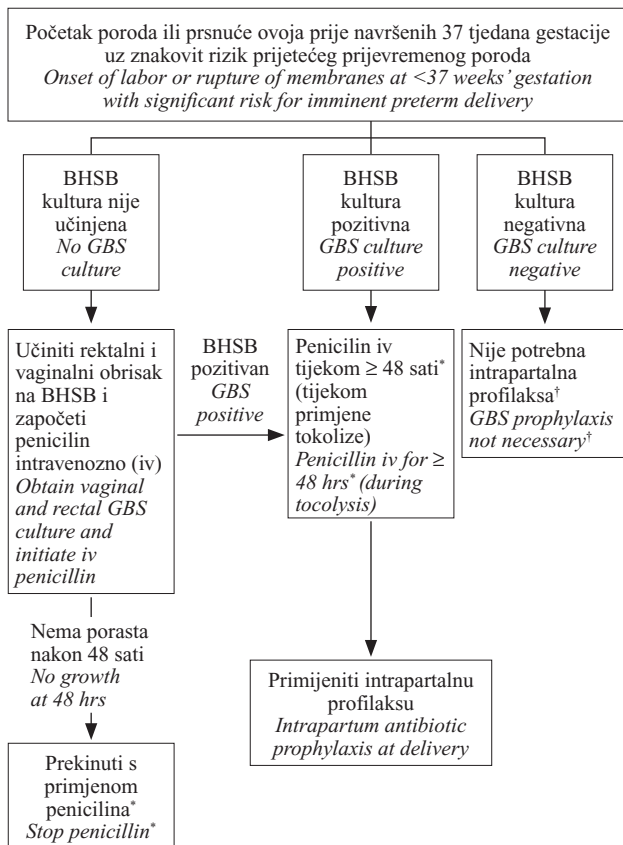 Početak poroda ili prsnuće ovoja prije navršenih 37 tjedana gestacije
uz znakovit rizik prijetećeg prijevremenog poroda
Onset of labor or rupture of membranes at <37 weeks’ gestation
with significant risk for imminent preterm delivery
BHSB
kultura nije
učinjena
No GBS
culture
BHSB
kultura
pozitivna
GBS culture
positive
BHSB
kultura
negativna
GBS culture
negative
Učiniti rektalni i
vaginalni obrisak
na BHSB i
započeti
penicilin
intravenozno (iv)
Obtain vaginal
and rectal GBS
culture and
initiate iv
penicillin
BHSB
pozitivan
GBS
positive
Penicilin iv
tijekom ≥ 48 sati*
(tijekom
primjene
tokolize)
Penicillin iv for ≥
48 hrs* (during
tocolysis)
Nije potrebna
intrapartalna
profilaksa†
GBS prophylaxis
not necessary†
Nema porasta
nakon 48 sati
No growth
at 48 hrs
Primijeniti intrapartalnu
profilaksu
Intrapartum antibiotic
prophylaxis at delivery
Prekinuti s
primjenom
penicilina*
Stop penicillin*